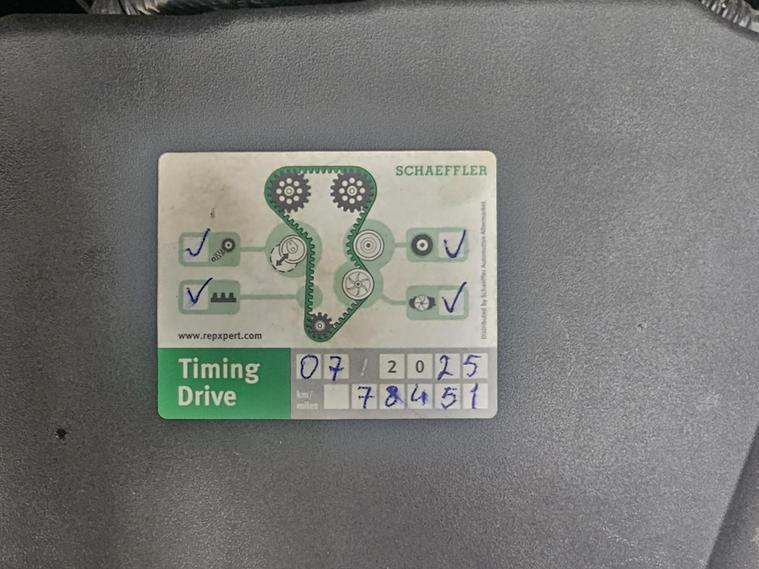 SCHAEFFLER
Distributed by Schaeffler Automotive Aftermarket
www.repxpert.com
Timing
Drive
07 / 2025
km/
miles
78451